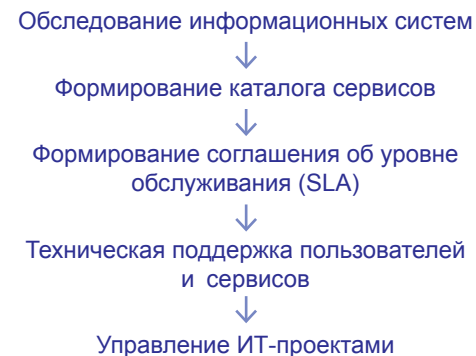 Обследование информационных систем
Формирование каталога сервисов
Формирование соглашения об уровне
обслуживания (SLA)
Техническая поддержка пользователей
и сервисов
Управление ИТ-проектами